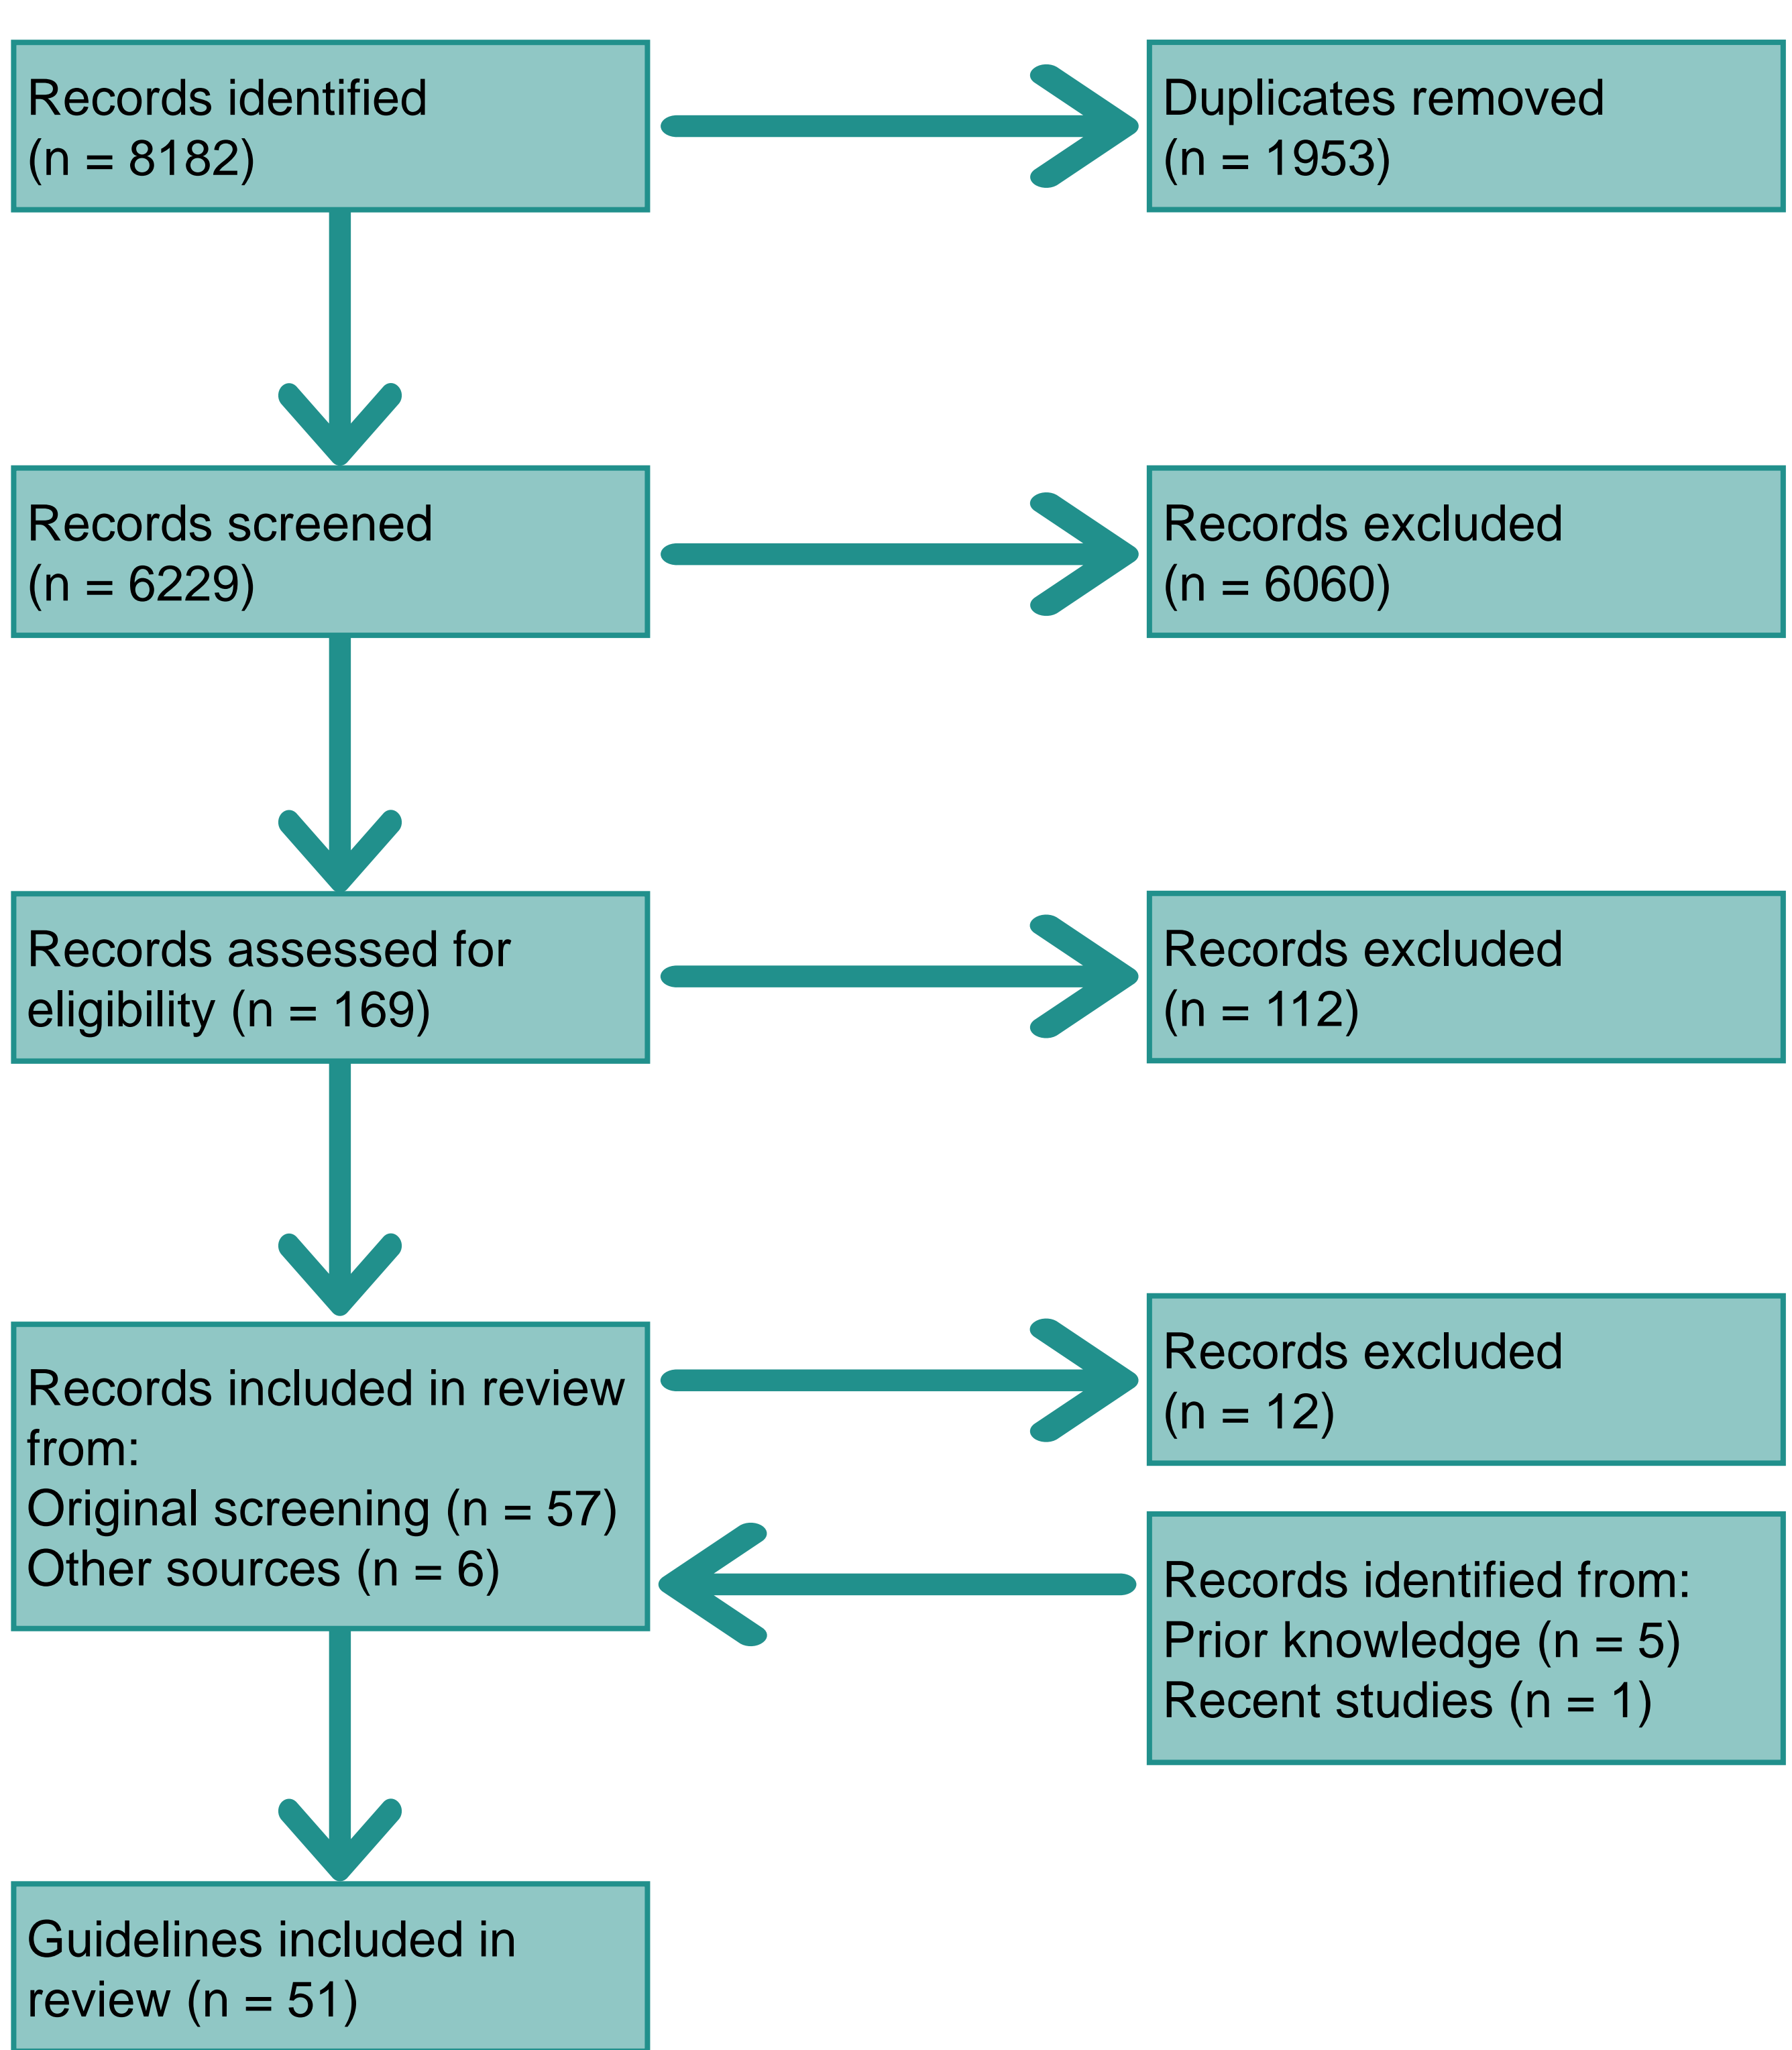 Records identified
(n = 8182)
Duplicates removed
(n = 1953)
Records screened
(n = 6229)
Records excluded
(n = 6060)
Records assessed for
eligibility (n = 169)
Records excluded
(n = 112)
Records included in review
from:
Original screening (n = 57)
Other sources (n = 6)
Records excluded
(n = 12)
Records identified from:
Prior knowledge (n = 5)
Recent studies (n = 1)
Guidelines included in
review (n = 51)